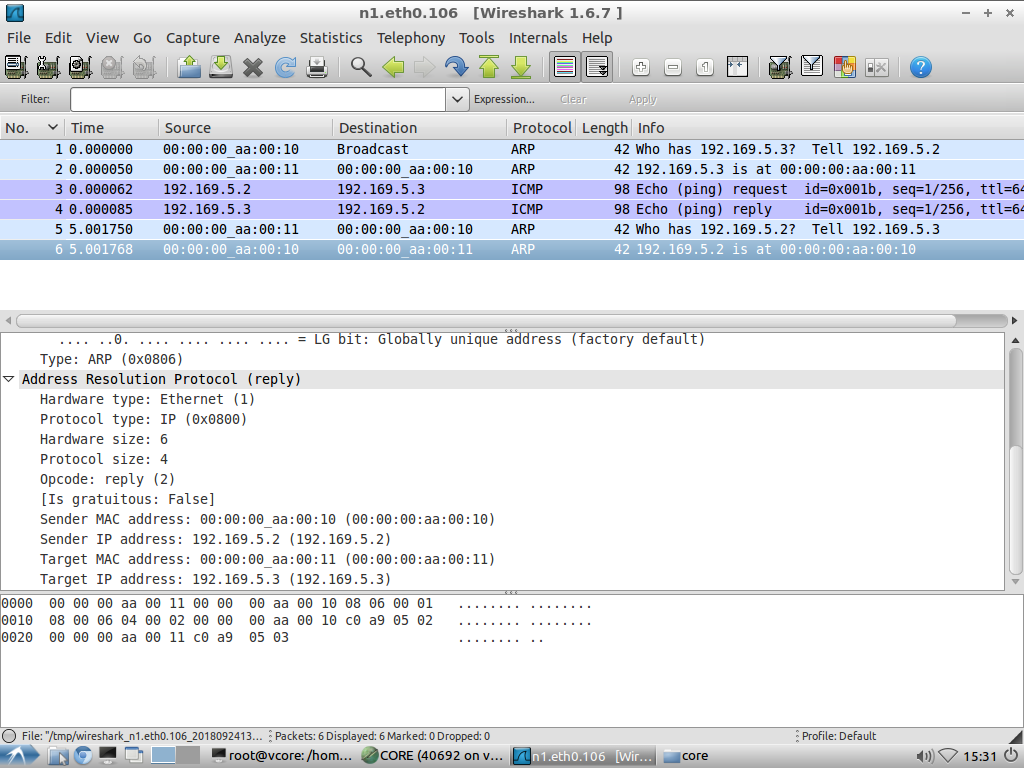 n1.eth0.106 [Wireshark 1.6.7 ]
File Edit View Go Capture Analyze Statistics Telephony Tools Internals Help
Filter: Expression... Clear Apply
No. Time Source Destination Protocol Length Info
1 0.000000 00:00:00_aa:00:10 Broadcast ARP 42 Who has 192.169.5.3? Tell 192.169.5.2
2 0.000050 00:00:00_aa:00:11 00:00:00_aa:00:10 ARP 42 192.169.5.3 is at 00:00:00:aa:00:11
3 0.000062 192.169.5.2 192.169.5.3 ICMP 98 Echo (ping) request id=0x001b, seq=1/256, ttl=64
4 0.000085 192.169.5.3 192.169.5.2 ICMP 98 Echo (ping) reply id=0x001b, seq=1/256, ttl=64
5 5.001750 00:00:00_aa:00:11 00:00:00_aa:00:10 ARP 42 Who has 192.169.5.2? Tell 192.169.5.3
6 5.001768 00:00:00_aa:00:10 00:00:00_aa:00:11 ARP 42 192.169.5.2 is at 00:00:00:aa:00:10
.... ..0. .... .... .... .... = LG bit: Globally unique address (factory default)
Type: ARP (0x0806)
Address Resolution Protocol (reply)
Hardware type: Ethernet (1)
Protocol type: IP (0x0800)
Hardware size: 6
Protocol size: 4
Opcode: reply (2)
[Is gratuitous: False]
Sender MAC address: 00:00:00_aa:00:10 (00:00:00:aa:00:10)
Sender IP address: 192.169.5.2 (192.169.5.2)
Target MAC address: 00:00:00_aa:00:11 (00:00:00:aa:00:11)
Target IP address: 192.169.5.3 (192.169.5.3)
0000 00 00 00 aa 00 11 00 00 00 aa 00 10 08 06 00 01 ........ ........
0010 08 00 06 04 00 02 00 00 00 aa 00 10 c0 a9 05 02 ........ ........
0020 00 00 00 aa 00 11 c0 a9 05 03 ........ ..
File: "/tmp/wireshark_n1.eth0.106_2018092413... Packets: 6 Displayed: 6 Marked: 0 Dropped: 0 Profile: Default
root@vcore: /hom... CORE (40692 on v... n1.eth0.106 [Wir... core 15:31